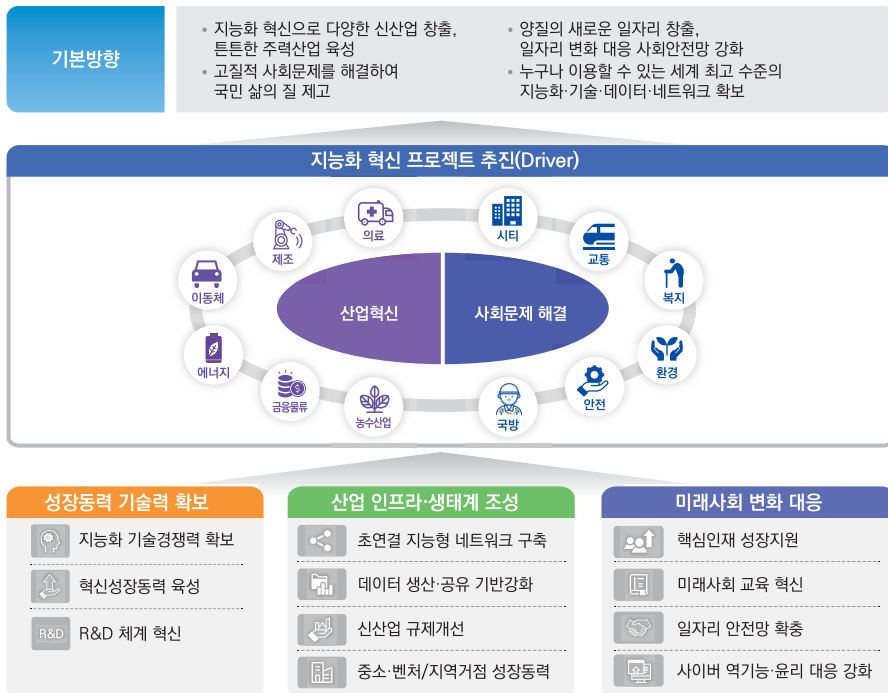 기본방향
• 지능화 혁신으로 다양한 신산업 창출,
튼튼한 주력산업 육성
• 고질적 사회문제를 해결하여
국민 삶의 질 제고
• 양질의 새로운 일자리 창출,
일자리 변화 대응 사회안전망 강화
• 누구나 이용할 수 있는 세계 최고 수준의
지능화·기술·데이터·네트워크 확보
지능화 혁신 프로젝트 추진(Driver)
의료
시티
제조
교통
이동체
복지
산업혁신
사회문제 해결
에너지
환경
금융물류
안전
농수산업
국방
성장동력 기술력 확보
지능화 기술경쟁력 확보
혁신성장동력 육성
R&D
R&D 체계 혁신
산업 인프라·생태계 조성
초연결 지능형 네트워크 구축
데이터 생산·공유 기반강화
신산업 규제개선
중소·벤처/지역거점 성장동력
미래사회 변화 대응
핵심인재 성장지원
미래사회 교육 혁신
일자리 안전망 확충
사이버 역기능·윤리 대응 강화